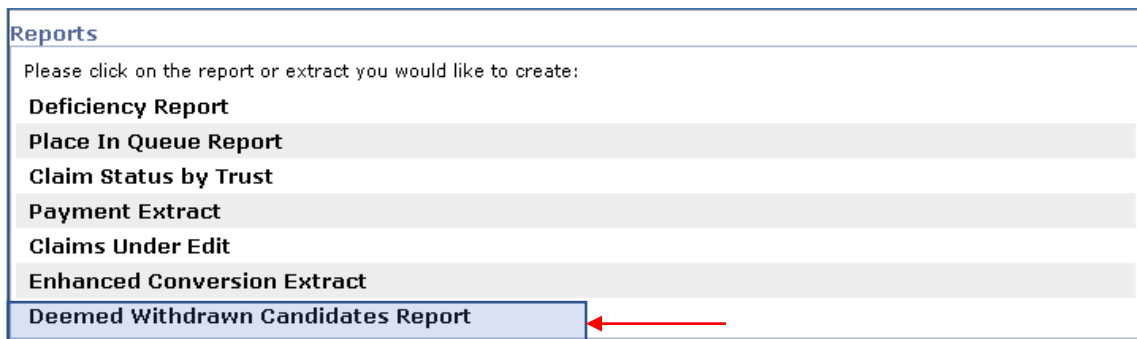 Reports
Please click on the report or extract you would like to create:
Deficiency Report
Place In Queue Report
Claim Status by Trust
Payment Extract
Claims Under Edit
Enhanced Conversion Extract
Deemed Withdrawn Candidates Report